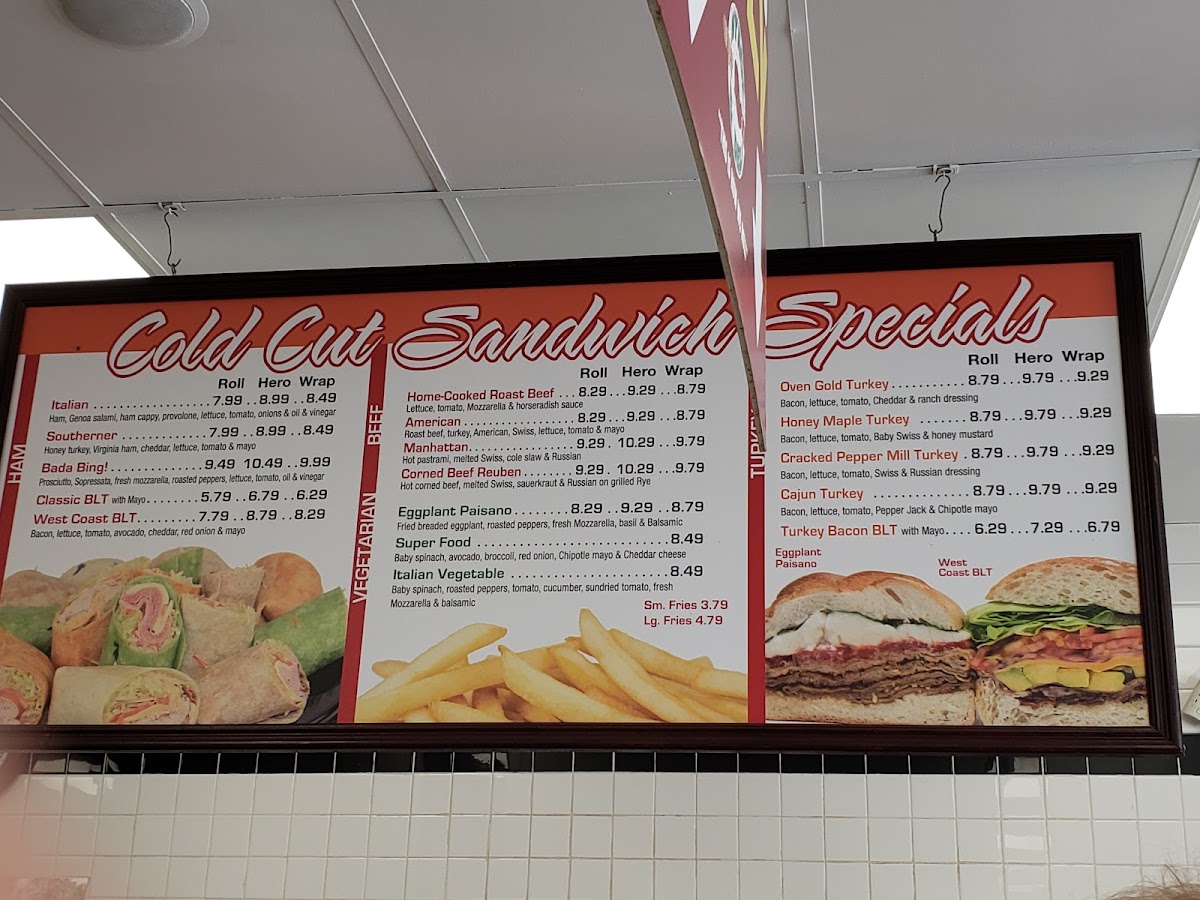 Cold Cut Sandwich Specials
HAM
Roll Hero Wrap
Italian .................... 7.99 .. 8.99 .. 8.49
Ham, Genoa salami, ham cappy, provolone, lettuce, tomato, onions & oil & vinegar
Southerner .............. 7.99 .. 8.99 .. 8.49
Honey turkey, Virginia ham, cheddar, lettuce, tomato & mayo
Bada Bing! ............... 9.49 10.49 .. 9.99
Prosciutto, Sopressata, fresh mozzarella, roasted peppers, lettuce, tomato, oil & vinegar
Classic BLT with Mayo ........ 5.79 .. 6.79 .. 6.29
West Coast BLT ......... 7.79 .. 8.79 .. 8.29
Bacon, lettuce, tomato, avocado, cheddar, red onion & mayo
BEEF
Roll Hero Wrap
Home-Cooked Roast Beef ... 8.29 ... 9.29 ... 8.79
Lettuce, tomato, Mozzarella & horseradish sauce
American .............. 8.29 .. 9.29 .. 8.79
Roast beef, turkey, American, Swiss, lettuce, tomato & mayo
Manhattan ............. 9.29 . 10.29 ... 9.79
Hot pastrami, melted Swiss, cole slaw & Russian
Corned Beef Reuben ........ 9.29 . 10.29 ... 9.79
Hot corned beef, melted Swiss, sauerkraut & Russian on grilled Rye
VEGETARIAN
Eggplant Paisano ......... 8.29 .. 9.29 .. 8.79
Fried breaded eggplant, roasted peppers, fresh Mozzarella, basil & Balsamic
Super Food ........................ 8.49
Baby spinach, avocado, broccoli, red onion, Chipotle mayo & Cheddar cheese
Italian Vegetable .................... 8.49
Baby spinach, roasted peppers, tomato, cucumber, sundried tomato, fresh
Mozzarella & balsamic
Sm. Fries 3.79
Lg. Fries 4.79
TURKEY
Roll Hero Wrap
Oven Gold Turkey ........... 8.79 ... 9.79 ... 9.29
Bacon, lettuce, tomato, Cheddar & ranch dressing
Honey Maple Turkey ....... 8.79 ... 9.79 ... 9.29
Bacon, lettuce, tomato, Baby Swiss & honey mustard
Cracked Pepper Mill Turkey . 8.79 ... 9.79 ... 9.29
Bacon, lettuce, tomato, Swiss & Russian dressing
Cajun Turkey .............. 8.79 ... 9.79 ... 9.29
Bacon, lettuce, tomato, Pepper Jack & Chipotle mayo
Turkey Bacon BLT with Mayo .... 6.29 ... 7.29 ... 6.79
Eggplant
Paisano
West
Coast BLT